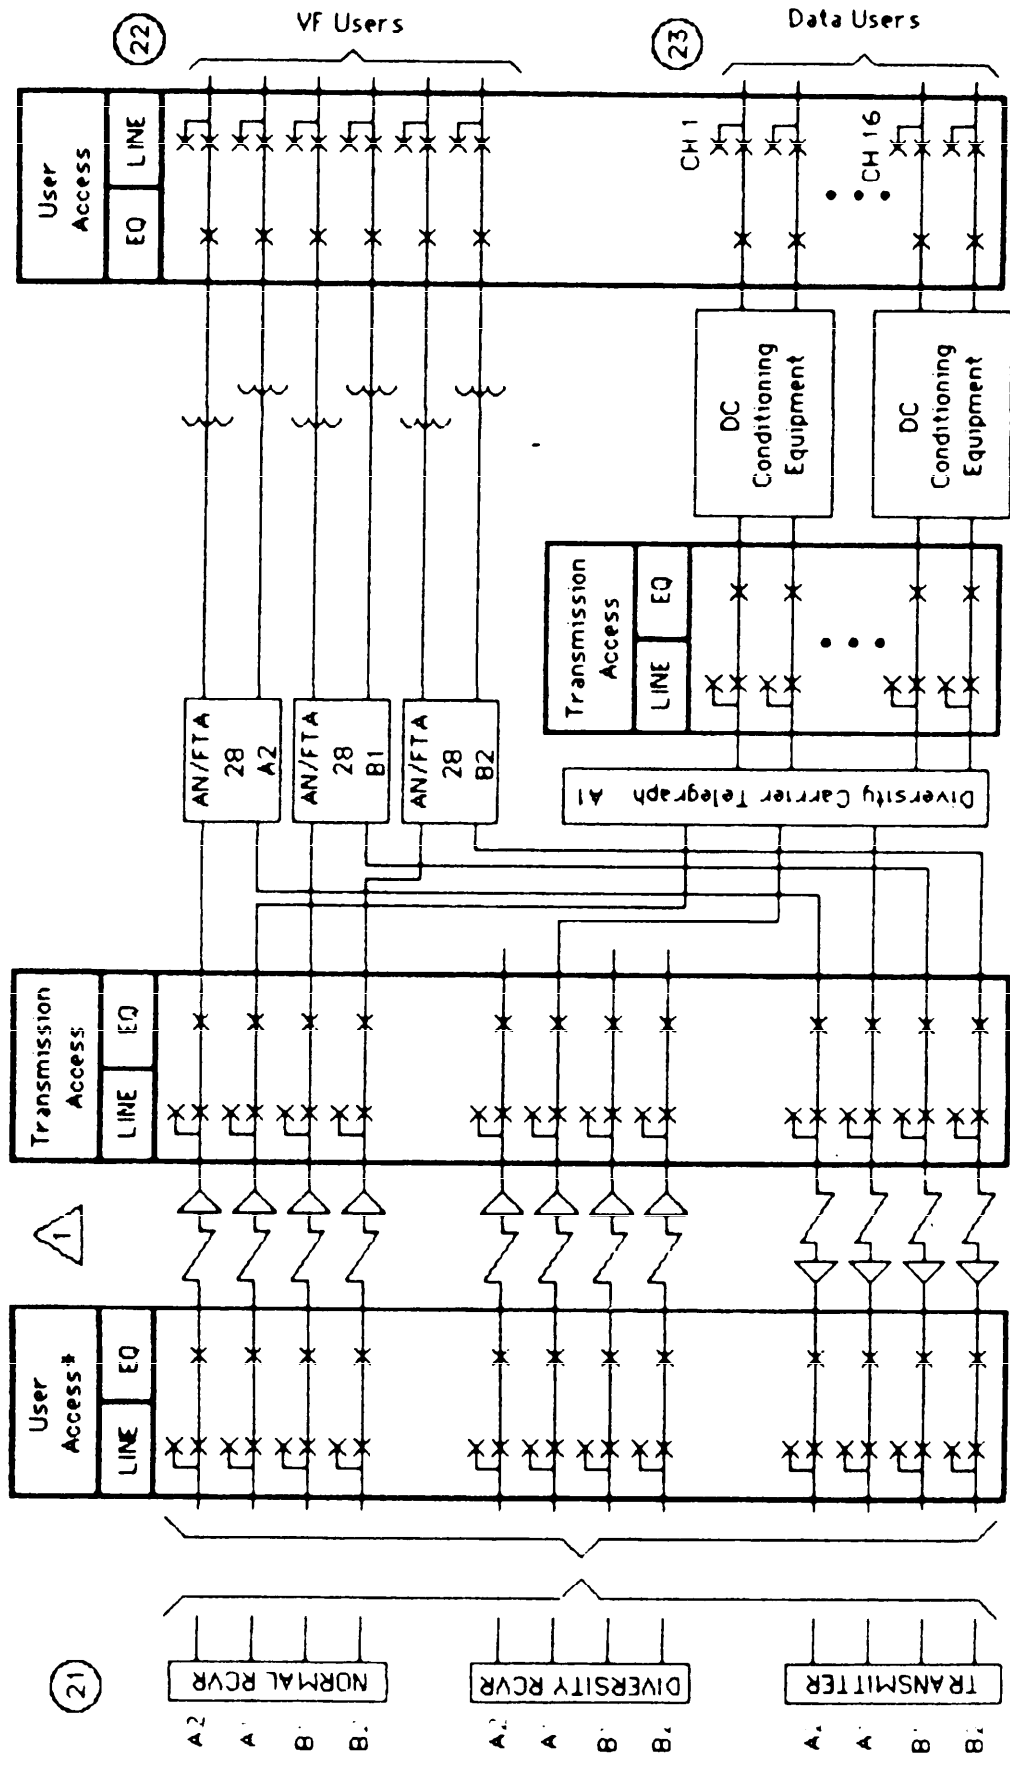 21
22
23
VF Users
Data Users
User
Access
LINE
EQ
CH 1
CH 16
DC
Conditioning
Equipment
DC
Conditioning
Equipment
Transmission
Access
LINE
EQ
AN/FTA
28
A2
AN/FTA
28
B1
AN/FTA
28
B2
Diversity Carrier Telegraph A1
Transmission
Access
LINE
EQ
1
User
Access*
LINE
EQ
NORMAL RCVR
A2
DIVERSITY RCVR
TRANSMITTER